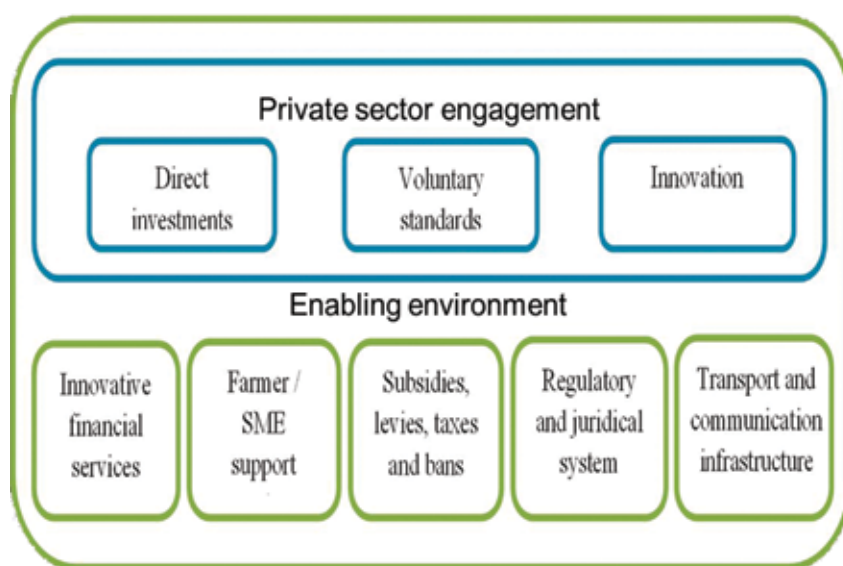 Private sector engagement
Direct
investments
Voluntary
standards
Innovation
Enabling environment
Innovative
financial
services
Farmer /
SME
support
Subsidies,
levies, taxes
and bans
Regulatory
and juridical
system
Transport and
communication
infrastructure